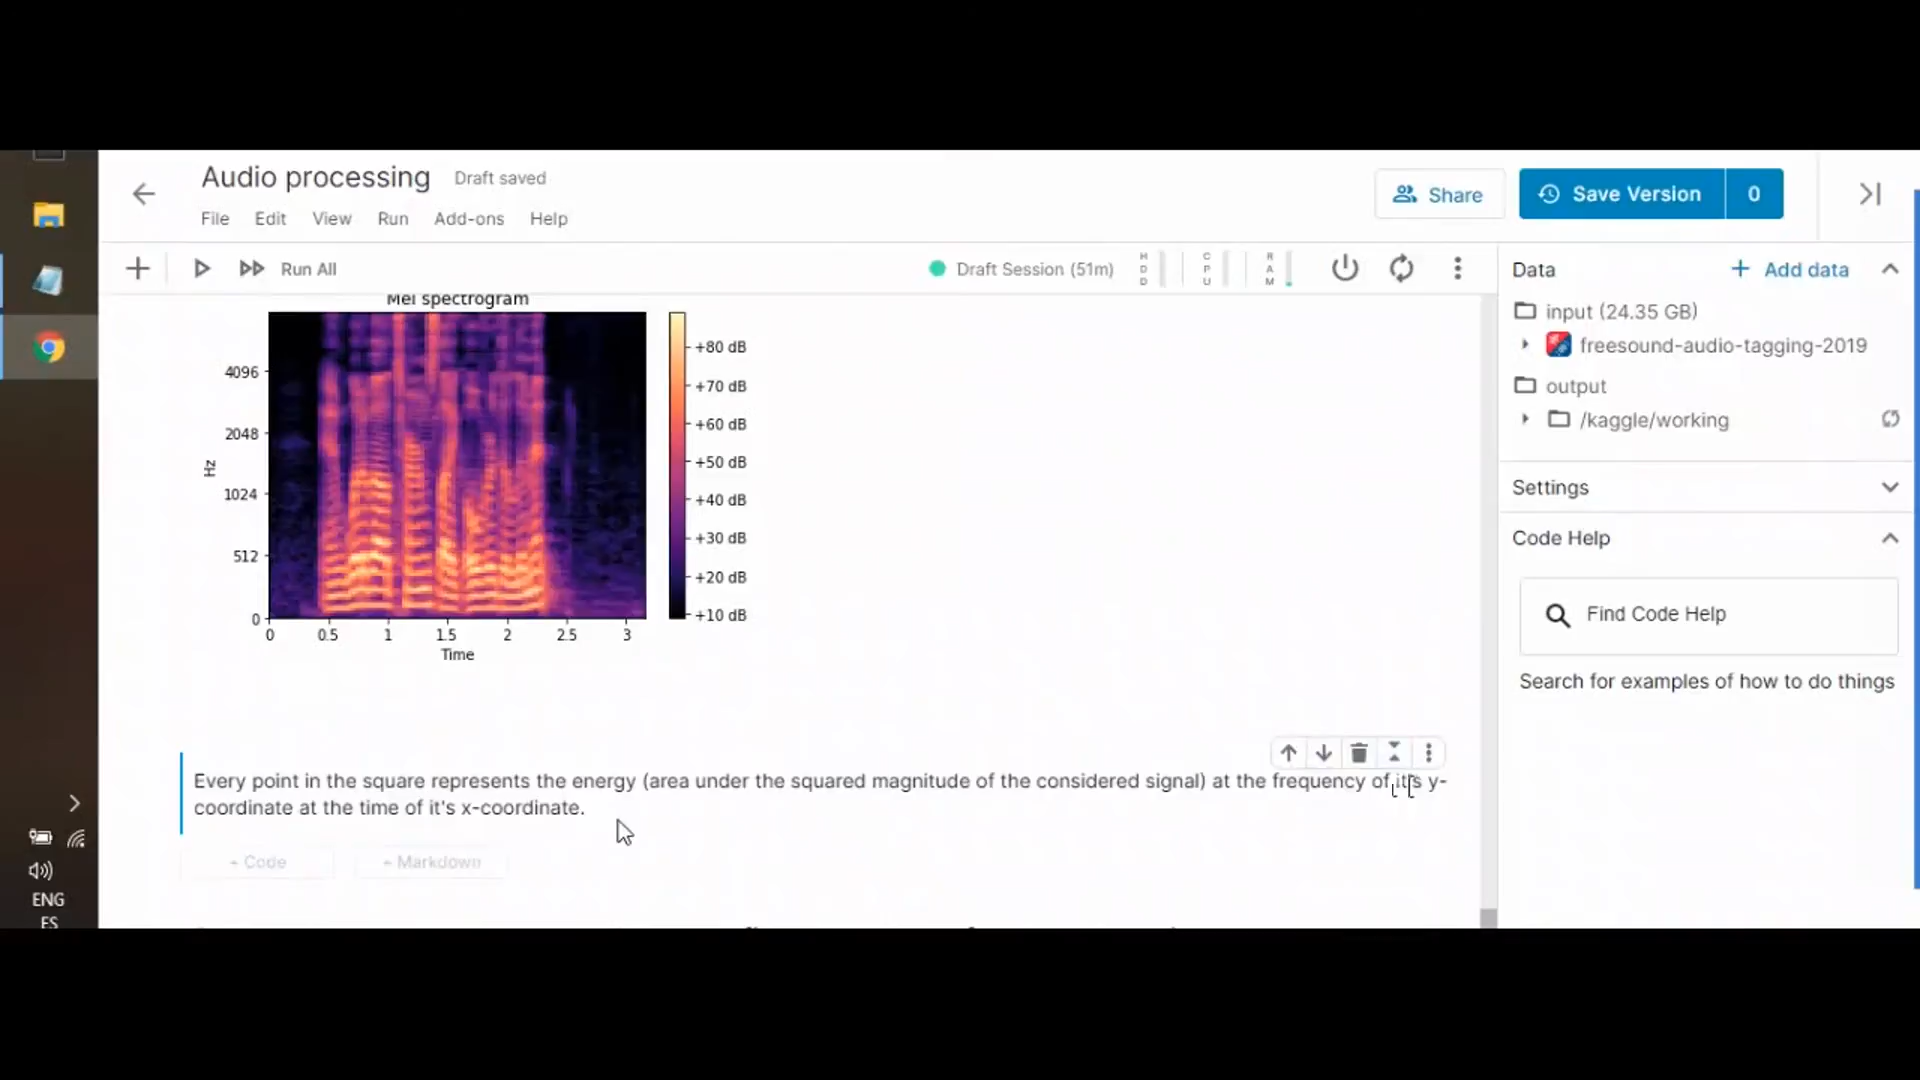 Audio processing
Draft saved
File Edit View Run Add-ons Help
Share
Save Version
0
Run All
Draft Session (51m)
HDD
CPU
RAM
Mel spectrogram
4096
2048
1024
512
0
Hz
0 0.5 1 1.5 2 2.5 3
Time
+80 dB
+70 dB
+60 dB
+50 dB
+40 dB
+30 dB
+20 dB
+10 dB
Every point in the square represents the energy (area under the squared magnitude of the considered signal) at the frequency of it's y-
coordinate at the time of it's x-coordinate.
+ Code
+ Markdown
Data
+ Add data
input (24.35 GB)
freesound-audio-tagging-2019
output
/kaggle/working
Settings
Code Help
Find Code Help
Search for examples of how to do things
ENG
ES